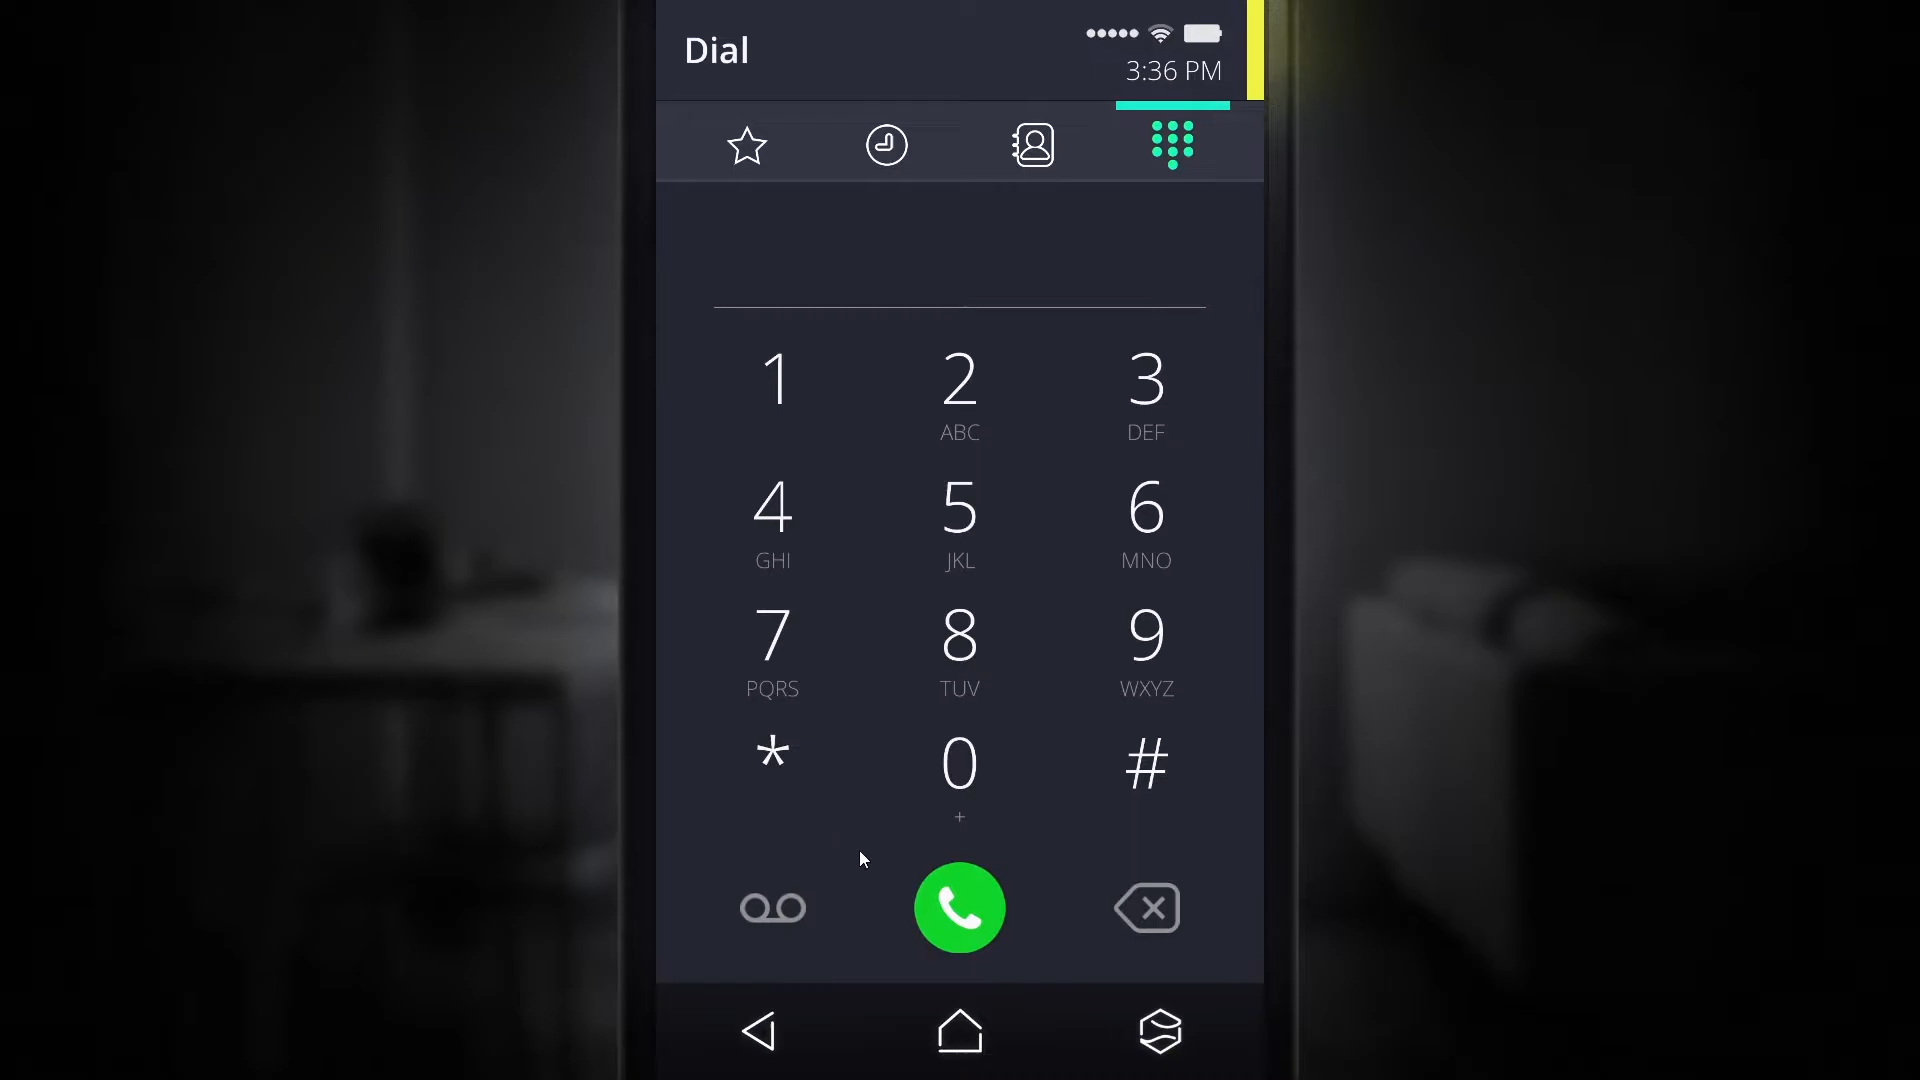 Dial
3:36 PM
1 2 3
ABC DEF
4 5 6
GHI JKL MNO
7 8 9
PQRS TUV WXYZ
* 0 #
+